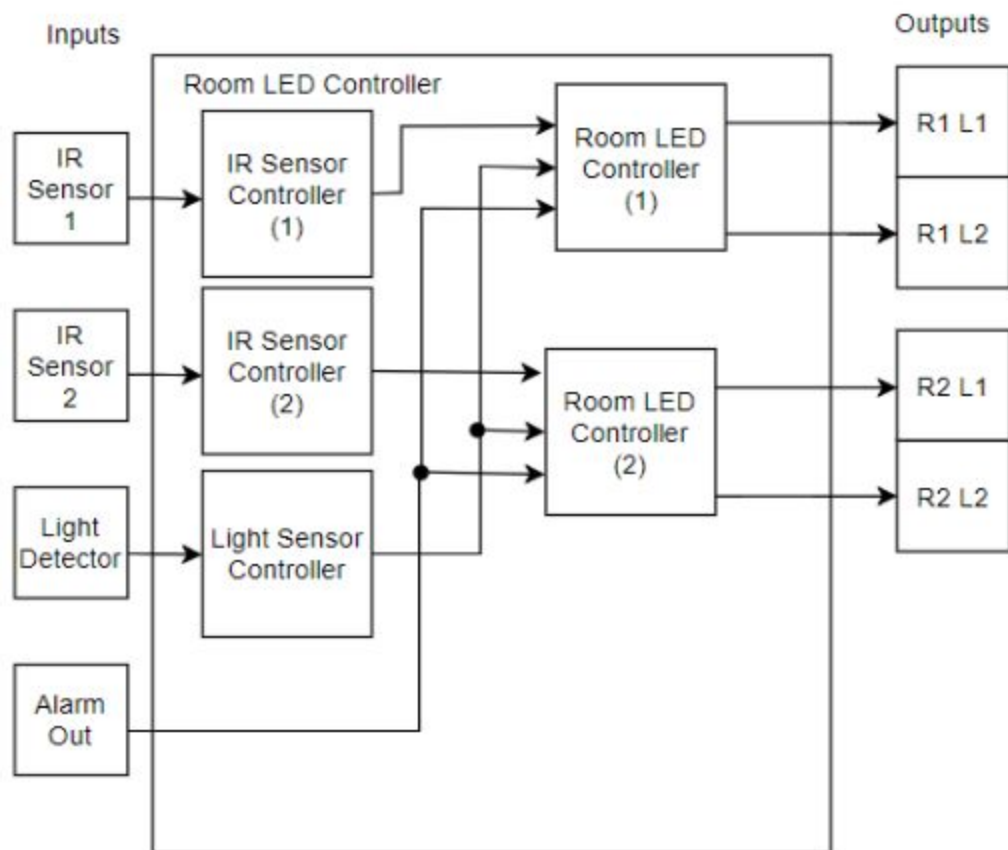 Inputs
Outputs
Room LED Controller
IR
Sensor
1
IR Sensor
Controller
(1)
Room LED
Controller
(1)
R1 L1
R1 L2
IR
Sensor
2
IR Sensor
Controller
(2)
Room LED
Controller
(2)
R2 L1
R2 L2
Light
Detector
Light Sensor
Controller
Alarm
Out